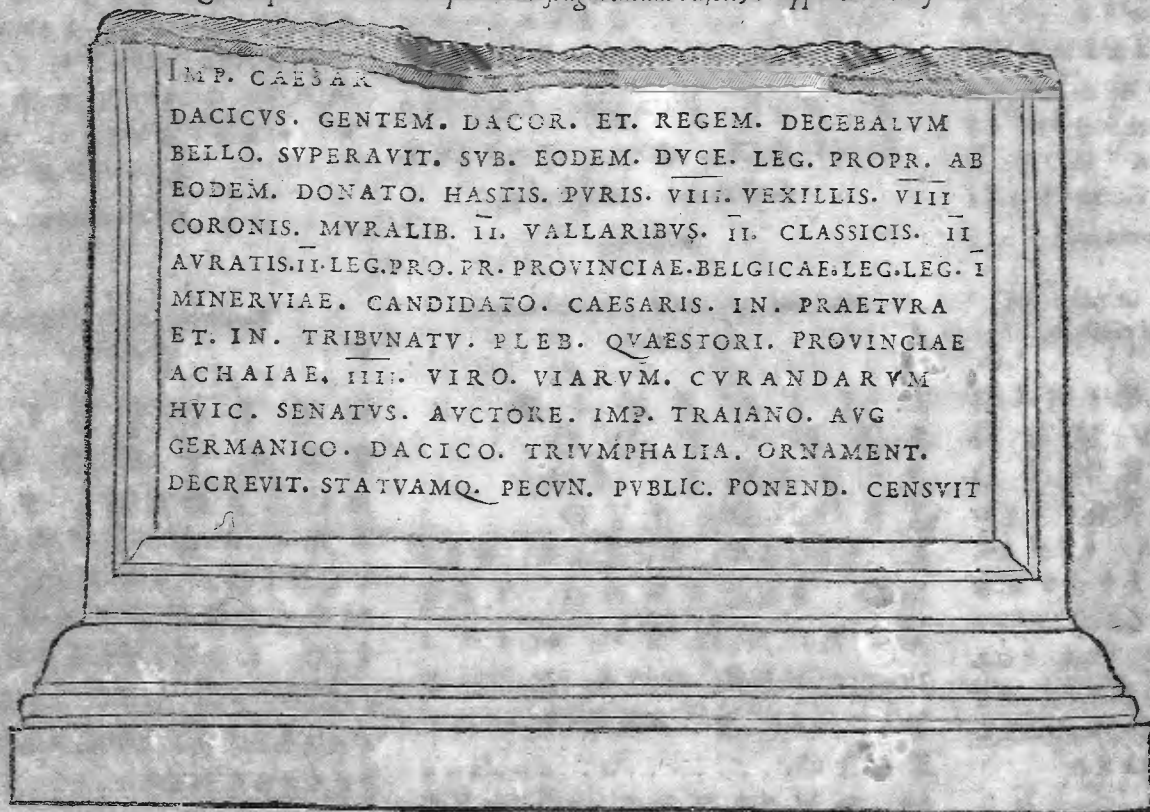 IMP. CAESAR
DACICVS. GENTEM. DACOR. ET. REGEM. DECEBALVM
BELLO. SVPERAVIT. SVB. EODEM. DVCE. LEG. PROPR. AB
EODEM. DONATO. HASTIS. PVRIS. VIII. VEXILLIS. VIII
CORONIS. MVRALIB. II. VALLARIBVS. II. CLASSICIS. II
AVRATIS. II. LEG. PRO. PR. PROVINCIAE. BELGICAE. LEG. LEG. I
MINERVIAE. CANDIDATO. CAESARIS. IN. PRAETVRA
ET. IN. TRIBVNATV. PLEB. QVAESTORI. PROVINCIAE
ACHAIAE. IIII. VIRO. VIARVM. CVRANDARVM
HVIC. SENATVS. AVCTORE. IMP. TRAIANO. AVG
GERMANICO. DACICO. TRIVMPHALIA. ORNAMENT.
DECREVIT. STATVAMQ. PECVN. PVBLIC. PONEND. CENSVIT